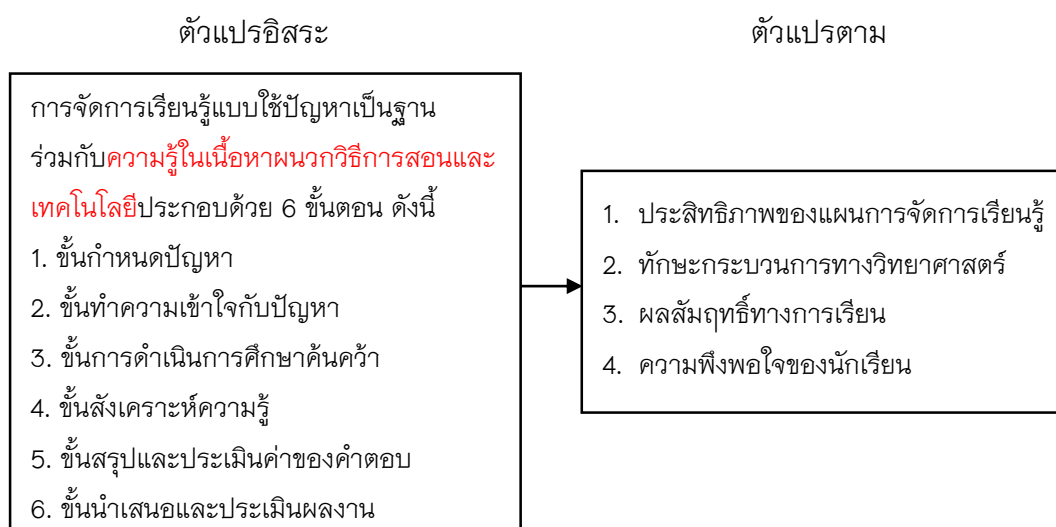 ตัวแปรอิสระ
ตัวแปรตาม
การจัดการเรียนรู้แบบใช้ปัญหาเป็นฐาน
ร่วมกับความรู้ในเนื้อหาผนวกวิธีการสอนและ
เทคโนโลยีประกอบด้วย 6 ขั้นตอน ดังนี้
1. ขั้นกำหนดปัญหา
2. ขั้นทำความเข้าใจกับปัญหา
3. ขั้นการดำเนินการศึกษาค้นคว้า
4. ขั้นสังเคราะห์ความรู้
5. ขั้นสรุปและประเมินค่าของคำตอบ
6. ขั้นนำเสนอและประเมินผลงาน
1. ประสิทธิภาพของแผนการจัดการเรียนรู้
2. ทักษะกระบวนการทางวิทยาศาสตร์
3. ผลสัมฤทธิ์ทางการเรียน
4. ความพึงพอใจของนักเรียน